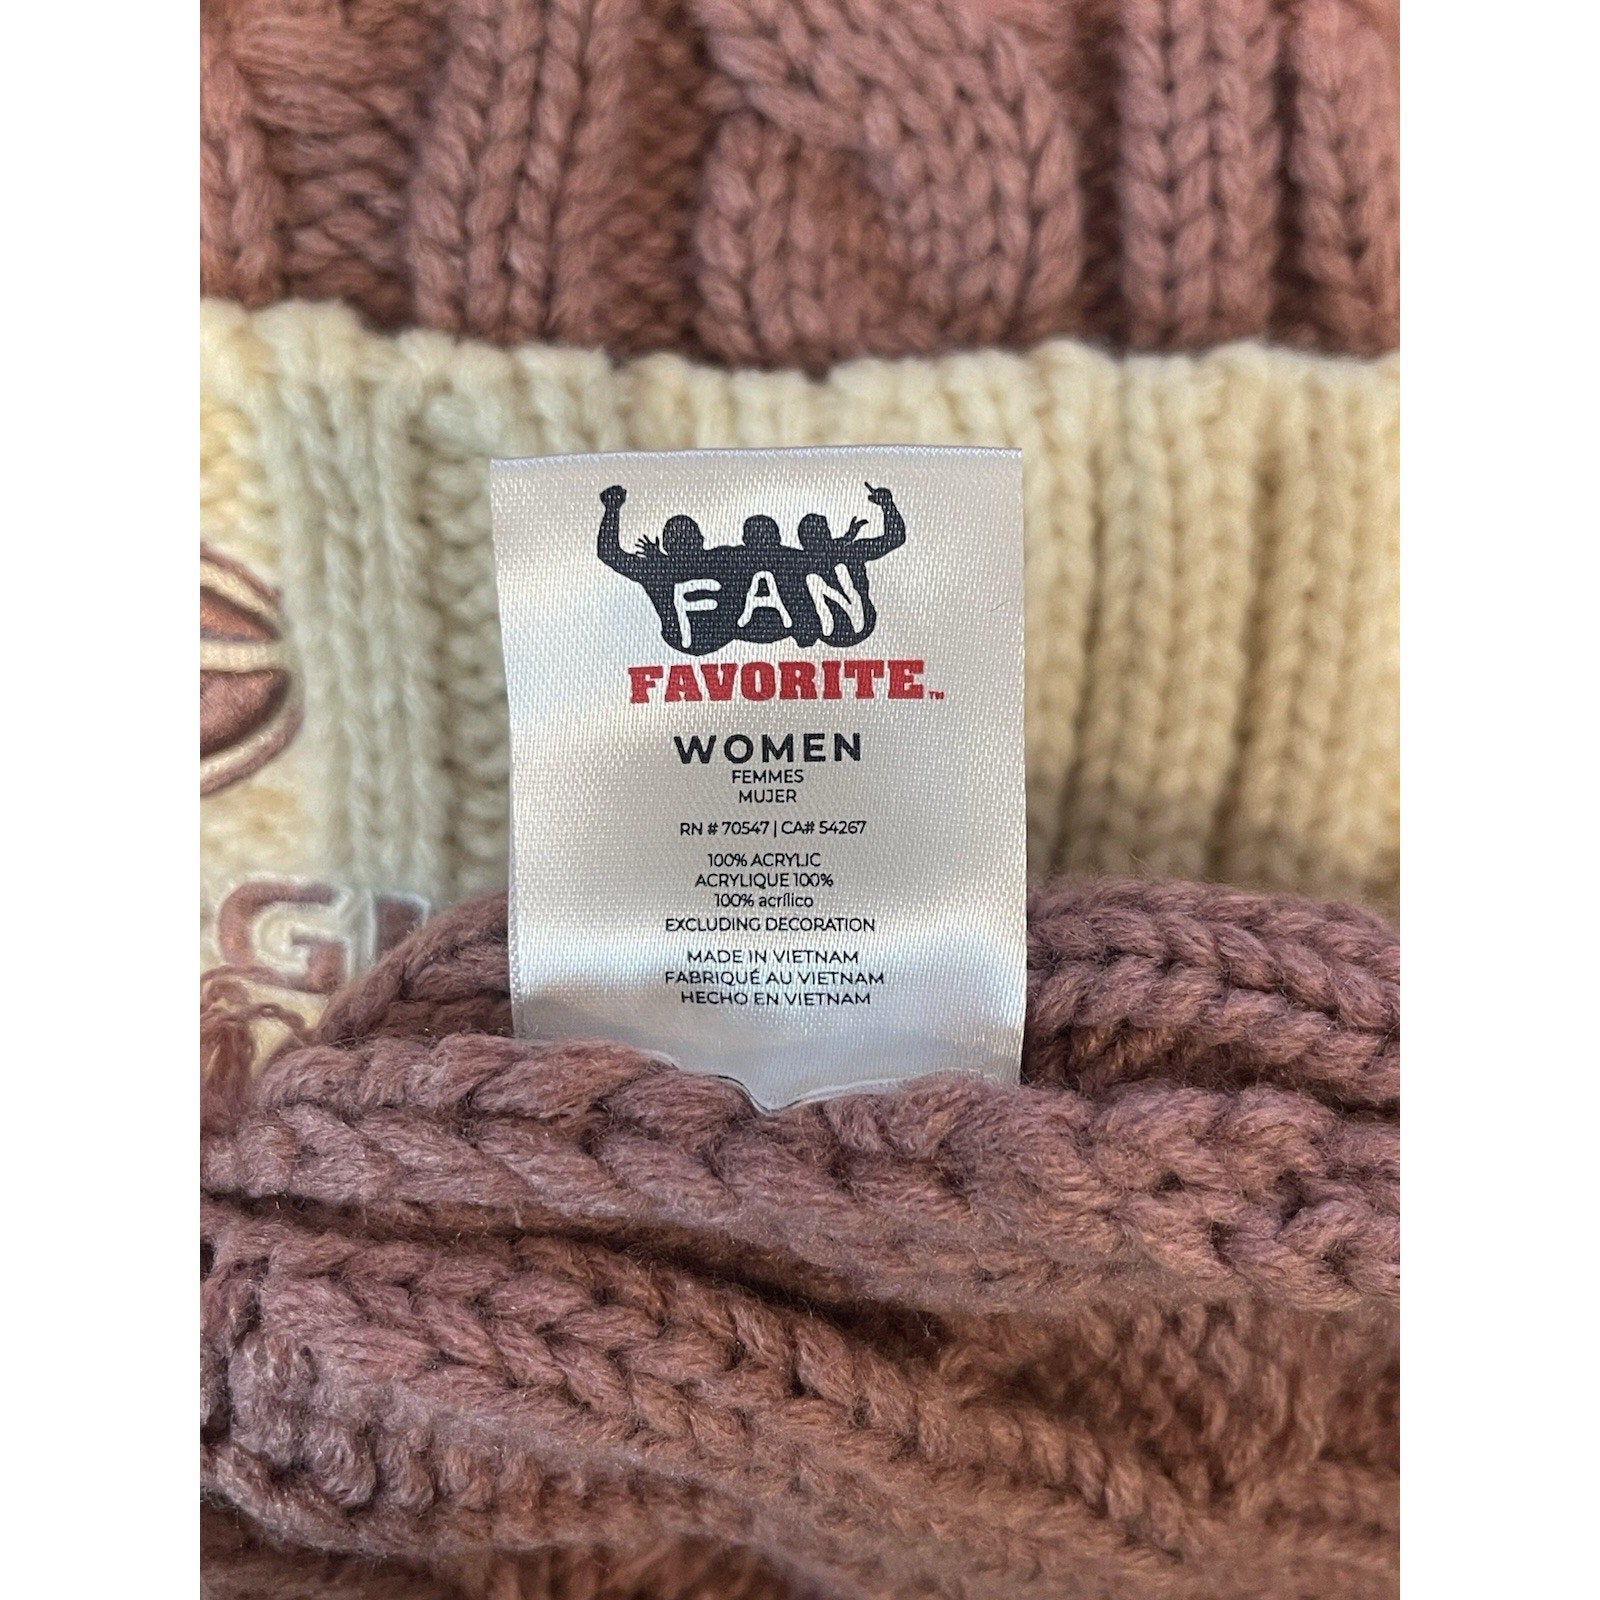 FAN
FAVORITE™
WOMEN
FEMMES
MUJER
RN # 70547 | CA# 54267
100% ACRYLIC
ACRYLIQUE 100%
100% acrílico
EXCLUDING DECORATION
MADE IN VIETNAM
FABRIQUÉ AU VIETNAM
HECHO EN VIETNAM